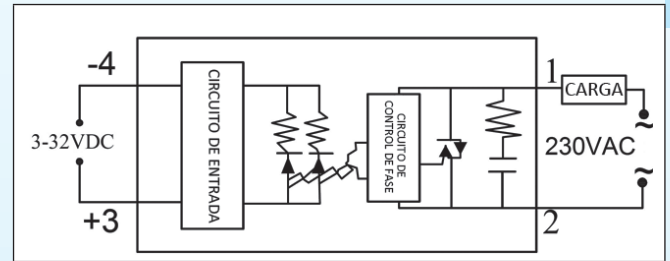 -4
3-32VDC
+3
CIRCUITO DE ENTRADA
CIRCUITO DE
CONTROL DE FASE
1
CARGA
~
230VAC
~
2